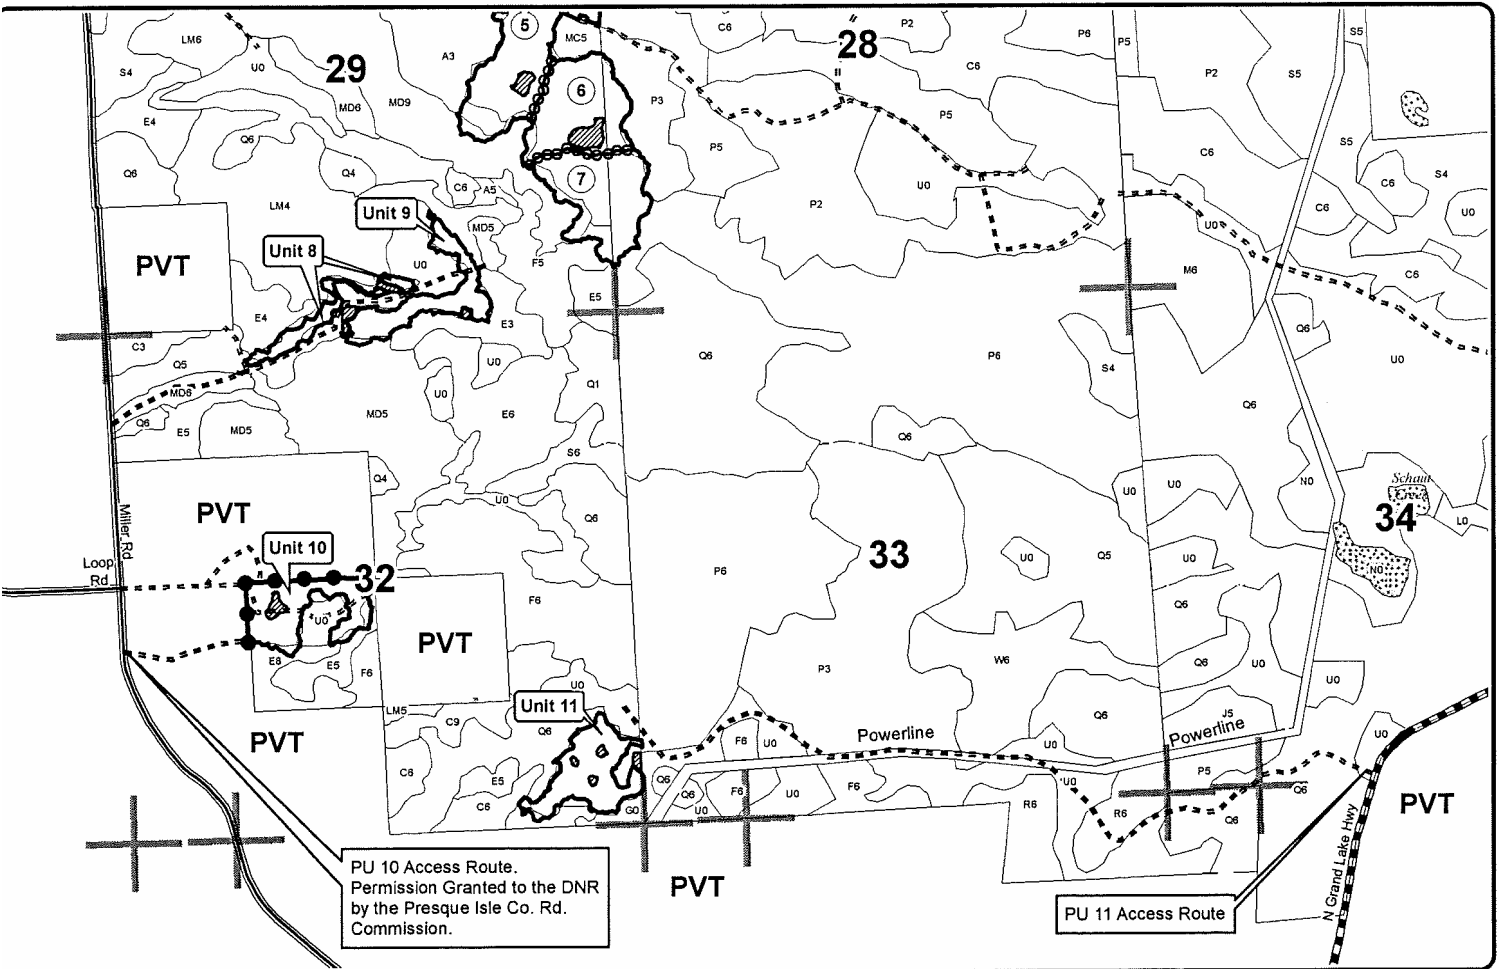 5
P2
LM6
C6
MC5
28
P6
P5
S5
A3
29
U0
S4
C6
P2
S5
MD6
MD9
6
P3
P5
E4
Q6
P5
C6
S5
Q6
Q4
C6
A5
7
U0
C6
S4
LM4
Unit 9
P2
C6
U0
MD5
U0
Unit 8
PVT
U0
F5
M6
C6
E4
E5
E3
C3
Q6
Q5
U0
Q6
P6
S4
U0
MD6
U0
Q1
Q6
MD5
E6
Q6
E5
MD5
Q6
S6
Q4
U0
U0
U0
N0
Schaut
Creek
34
L0
PVT
Miller Rd
Q6
Unit 10
33
U0
Q5
U0
Loop
Rd
32
P6
N0
F6
Q6
U0
PVT
E6
E5
F6
P3
W6
Q6
U0
U0
U0
Unit 11
LM5
C9
Q6
Q6
J5
PVT
F6
U0
Powerline
U0
Powerline
U0
C6
E5
Q6
Q6
F6
U0
F6
U0
P5
Q6
C6
G0
U0
R6
R6
Q6
PVT
N Grand Lake Hwy
PU 10 Access Route.
Permission Granted to the DNR
by the Presque Isle Co. Rd.
Commission.
PVT
PU 11 Access Route